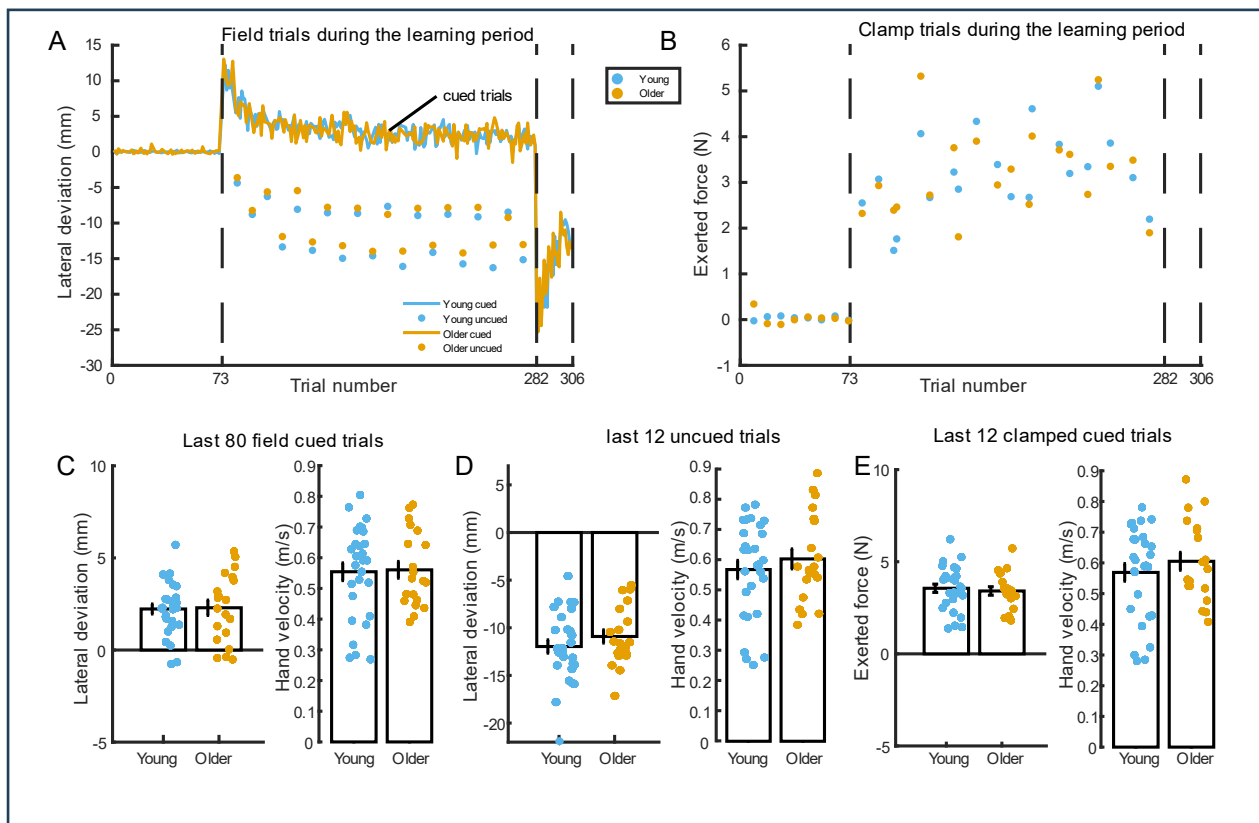 A
Field trials during the learning period
15
10
5
0
-5
-10
-15
-20
-25
-30
Lateral deviation (mm)
cued trials
Young cued
Young uncued
Older cued
Older uncued
0
73
282
306
Trial number
B
Clamp trials during the learning period
Young
Older
6
5
4
3
2
1
0
-1
Exerted force (N)
0
73
282
306
Trial number
Last 80 field cued trials
C
10
5
0
-5
Lateral deviation (mm)
Young
Older
0.9
0.8
0.7
0.6
0.5
0.4
0.3
0.2
0.1
0
Hand velocity (m/s)
Young
Older
last 12 uncued trials
D
5
0
-5
-10
-15
-20
Lateral deviation (mm)
Young
Older
0.9
0.8
0.7
0.6
0.5
0.4
0.3
0.2
0.1
0
Hand velocity (m/s)
Young
Older
Last 12 clamped cued trials
E
10
5
0
-5
Exerted force (N)
Young
Older
0.9
0.8
0.7
0.6
0.5
0.4
0.3
0.2
0.1
0
Hand velocity (m/s)
Young
Older